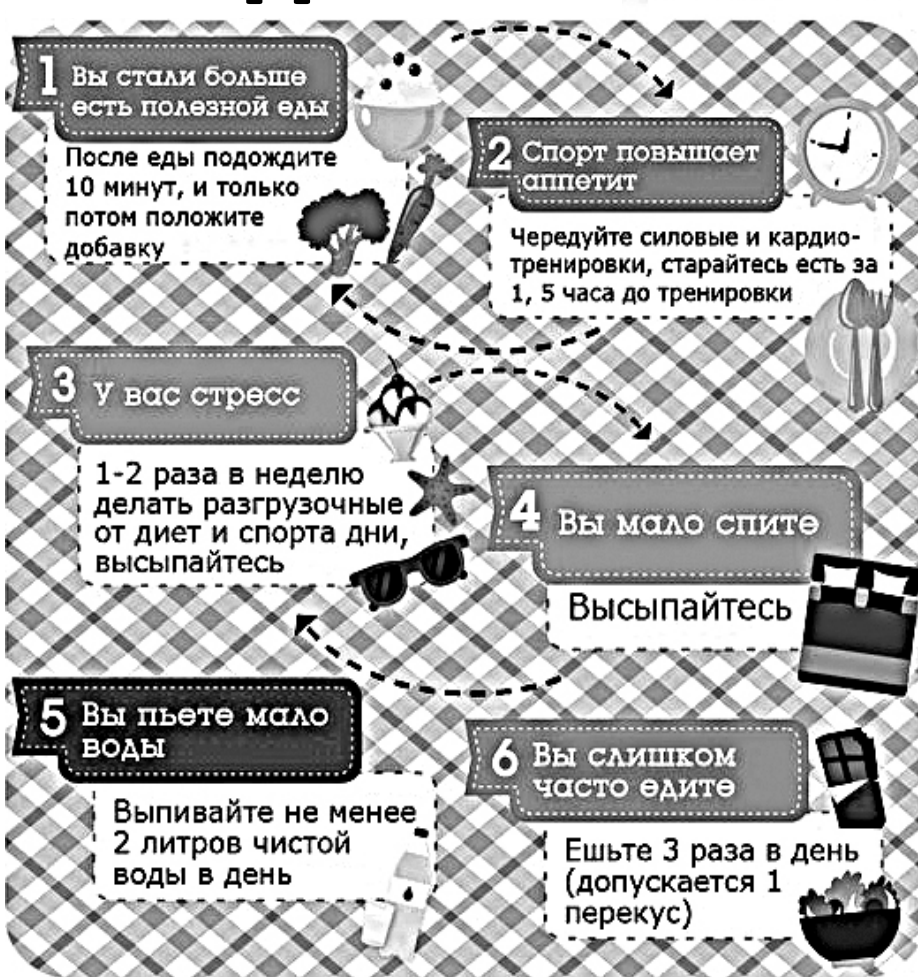 1 Вы стали больше
есть полезной еды
После еды подождите
10 минут, и только
потом положите
добавку
2 Спорт повышает
аппетит
Чередуйте силовые и кардио-
тренировки, старайтесь есть за
1, 5 часа до тренировки
3 У вас стресс
1-2 раза в неделю
делать разгрузочные
от диет и спорта дни,
высыпайтесь
4 Вы мало спите
Высыпайтесь
5 Вы пьете мало
воды
Выпивайте не менее
2 литров чистой
воды в день
6 Вы слишком
часто едите
Ешьте 3 раза в день
(допускается 1
перекус)